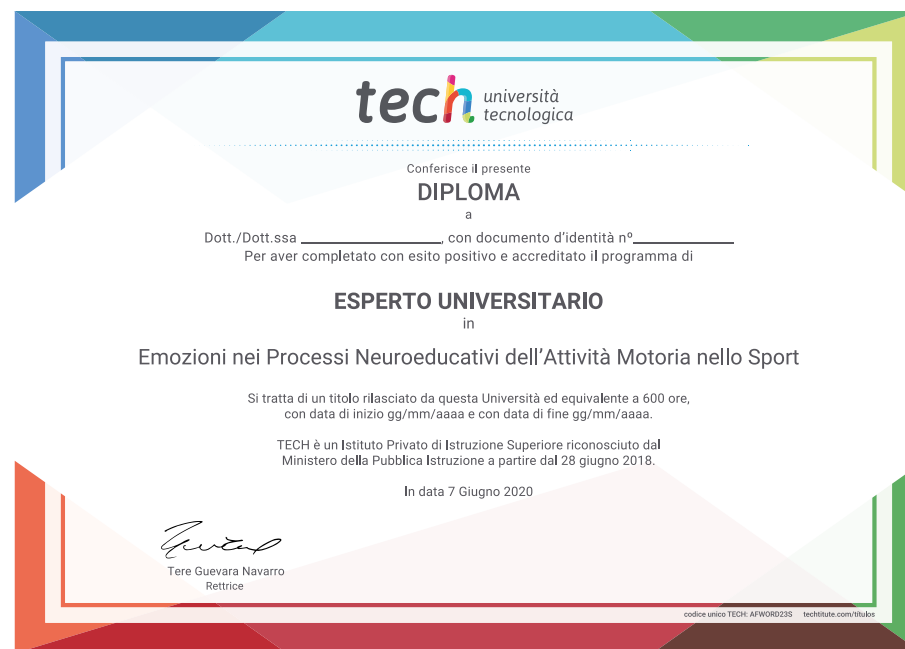 tech università
tecnologica
Conferisce il presente
DIPLOMA
a
Dott./Dott.ssa ____________________, con documento d'identità nº______________
Per aver completato con esito positivo e accreditato il programma di
ESPERTO UNIVERSITARIO
in
Emozioni nei Processi Neuroeducativi dell'Attività Motoria nello Sport
Si tratta di un titolo rilasciato da questa Università ed equivalente a 600 ore,
con data di inizio gg/mm/aaaa e con data di fine gg/mm/aaaa.
TECH è un Istituto Privato di Istruzione Superiore riconosciuto dal
Ministero della Pubblica Istruzione a partire dal 28 giugno 2018.
In data 7 Giugno 2020
Tere Guevara Navarro
Rettrice
codice unico TECH: AFWORD23S techtitute.com/títulos